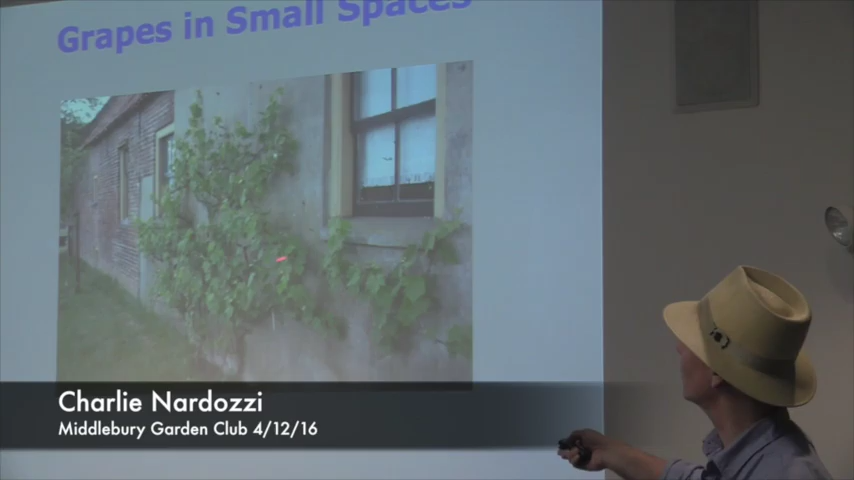 Grapes in Small Spaces
Charlie Nardozzi
Middlebury Garden Club 4/12/16